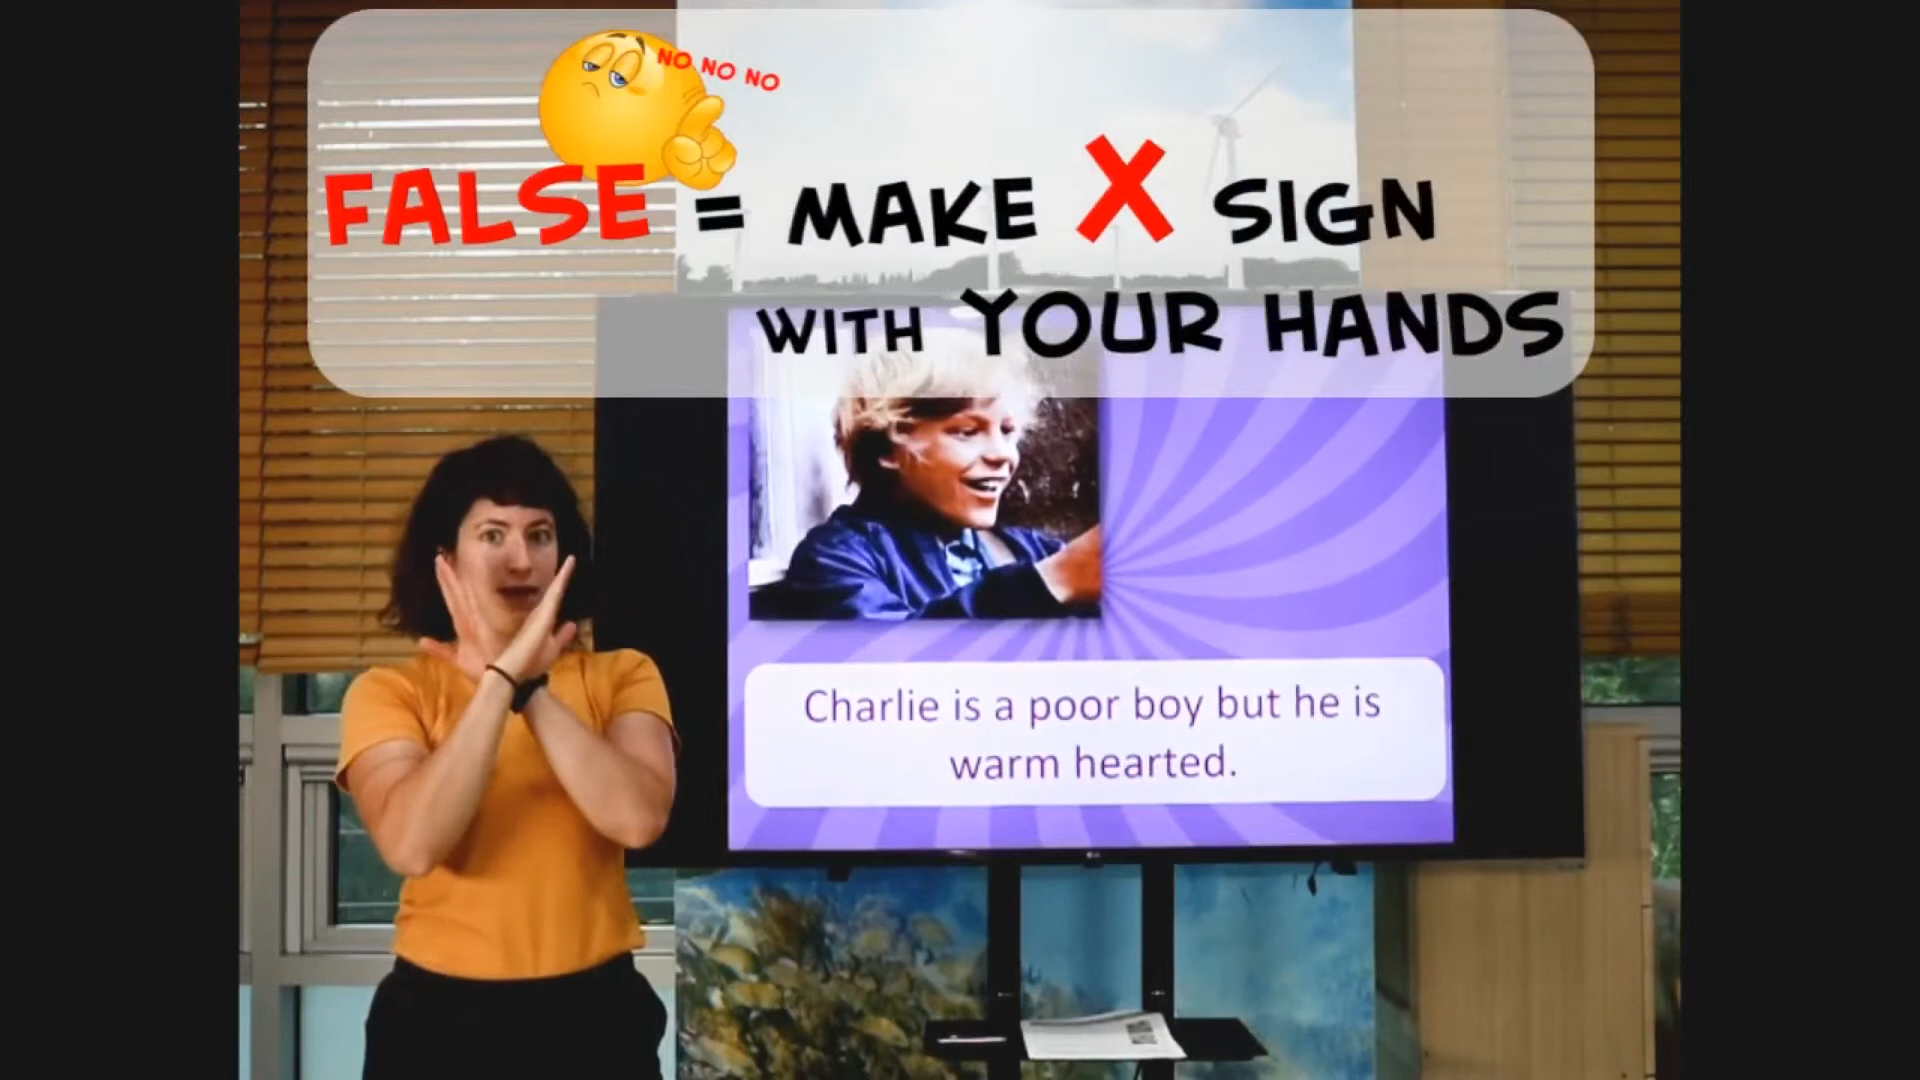 NO NO NO
FALSE = MAKE X SIGN
WITH YOUR HANDS
Charlie is a poor boy but he is
warm hearted.